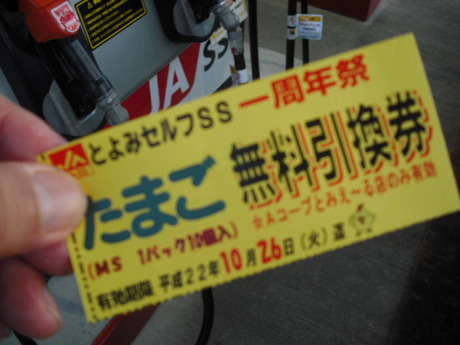 JA SS
とよみセルフSS 一周年祭
たまご 無料引換券
(MS 1パック10個入)
☆Aコープとみえ~る店のみ有効
有効期限 平成22年10月26日(火)迄